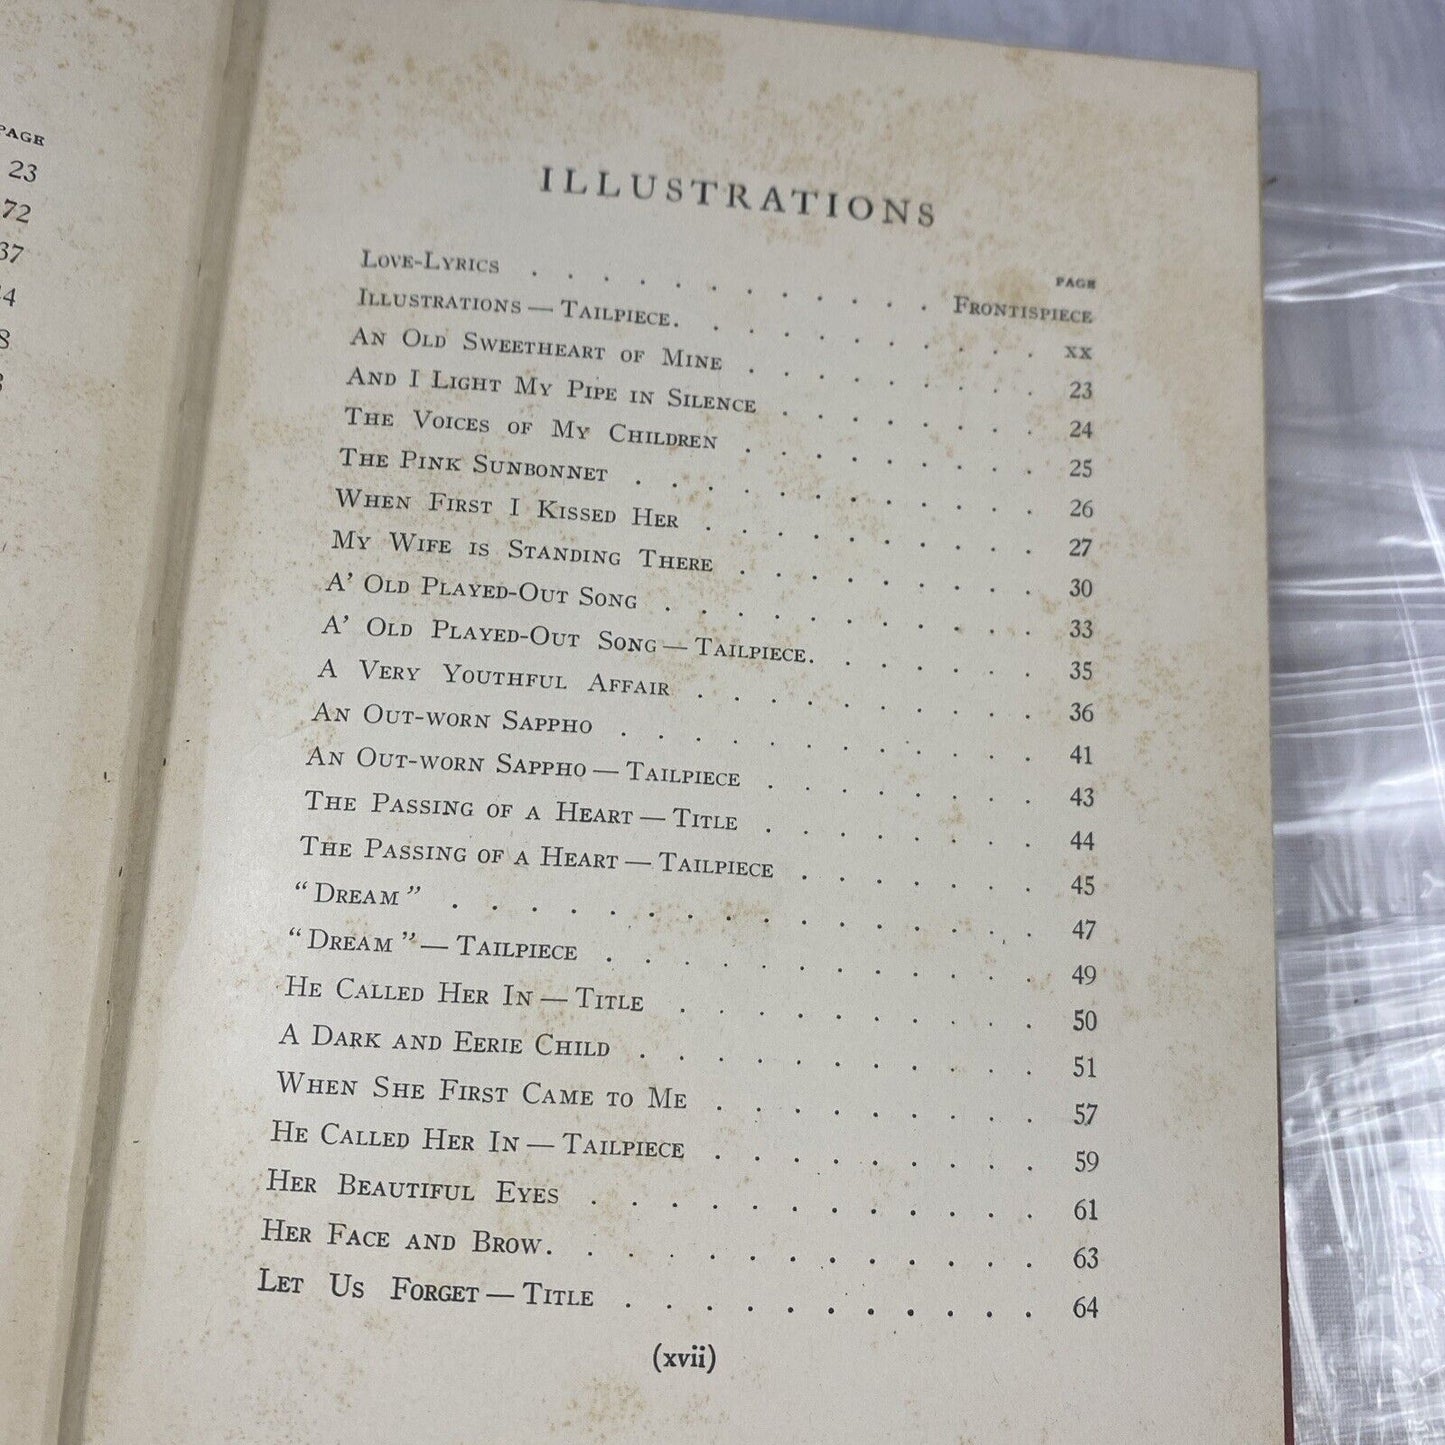 PAGE
23
72
ILLUSTRATIONS
PAGE
LOVE-LYRICS . . . . . . . . . . . FRONTISPIECE
ILLUSTRATIONS — TAILPIECE . . . . . . . . . . . XX
AN OLD SWEETHEART OF MINE . . . . . . . . . 23
AND I LIGHT MY PIPE IN SILENCE . . . . . . . . 24
THE VOICES OF MY CHILDREN . . . . . . . . . 25
THE PINK SUNBONNET . . . . . . . . . . . . 26
WHEN FIRST I KISSED HER . . . . . . . . . . 27
MY WIFE IS STANDING THERE . . . . . . . . . 30
A' OLD PLAYED-OUT SONG . . . . . . . . . . . 33
A' OLD PLAYED-OUT SONG — TAILPIECE . . . . . . . 35
A VERY YOUTHFUL AFFAIR . . . . . . . . . . 36
AN OUT-WORN SAPPHO . . . . . . . . . . . . 41
AN OUT-WORN SAPPHO — TAILPIECE . . . . . . . . 43
THE PASSING OF A HEART — TITLE . . . . . . . . 44
THE PASSING OF A HEART — TAILPIECE . . . . . . . 45
“DREAM” . . . . . . . . . . . . . . . . 47
“DREAM” — TAILPIECE . . . . . . . . . . . . 49
HE CALLED HER IN — TITLE . . . . . . . . . . 50
A DARK AND EERIE CHILD . . . . . . . . . . . 51
WHEN SHE FIRST CAME TO ME . . . . . . . . . 57
HE CALLED HER IN — TAILPIECE . . . . . . . . . 59
HER BEAUTIFUL EYES . . . . . . . . . . . . 61
HER FACE AND BROW . . . . . . . . . . . . . 63
LET US FORGET — TITLE . . . . . . . . . . . 64
(xvii)